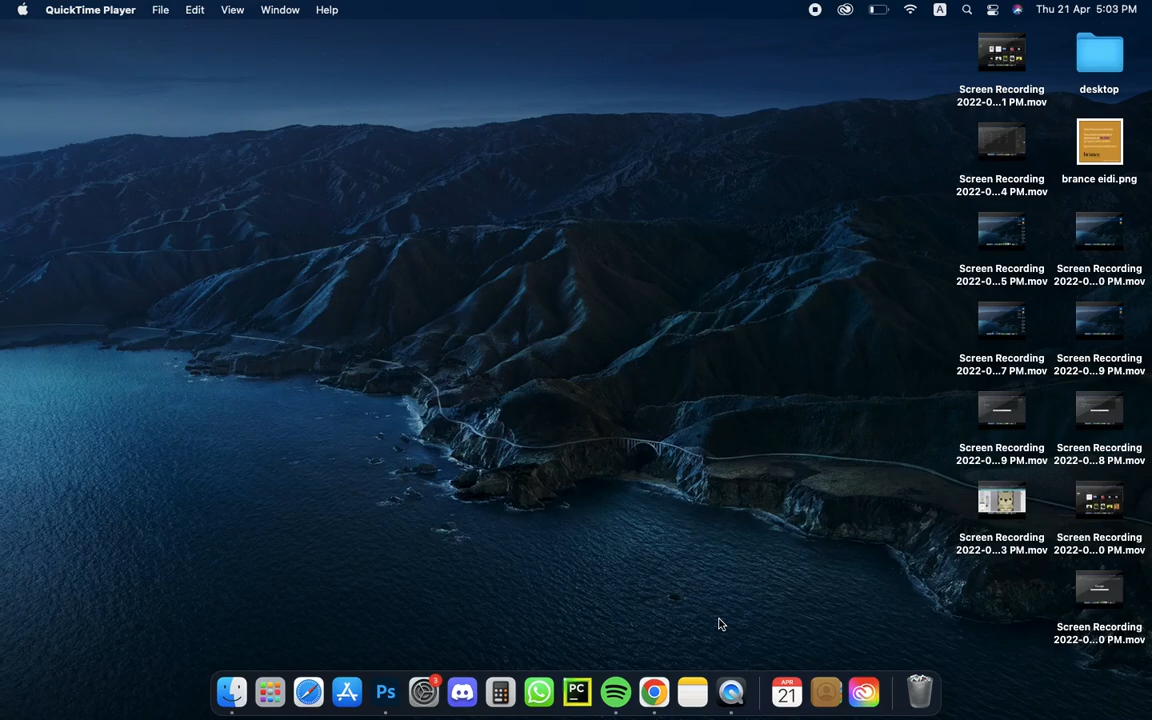 QuickTime Player File Edit View Window Help
A
Thu 21 Apr 5:03 PM
Screen Recording
2022-0...1 PM.mov
desktop
Screen Recording
2022-0...4 PM.mov
brance eidi.png
Screen Recording
2022-0...5 PM.mov
Screen Recording
2022-0...0 PM.mov
Screen Recording
2022-0...7 PM.mov
Screen Recording
2022-0...9 PM.mov
Screen Recording
2022-0...9 PM.mov
Screen Recording
2022-0...8 PM.mov
Screen Recording
2022-0...3 PM.mov
Screen Recording
2022-0...0 PM.mov
Screen Recording
2022-0...0 PM.mov
Ps
3
PC
APR
21